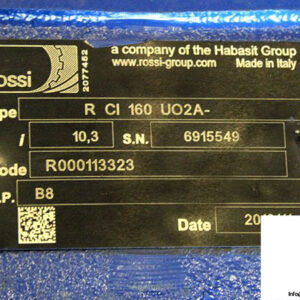 a company of the Habasit Group
www.rossi-group.com Made in Italy
ossi
2077452
ype R CI 160 UO2A-
i 10,3 S.N. 6915549
ode R000113323
.P. B8
Date